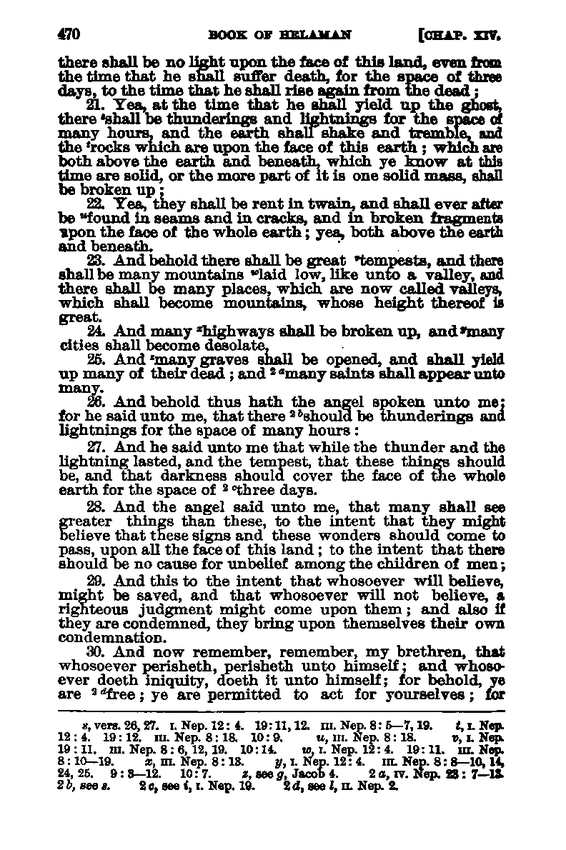 470 BOOK OF HELAMAN [CHAP. XIV.
there shall be no light upon the face of this land, even from
the time that he shall suffer death, for the space of three
days, to the time that he shall rise again from the dead;
21. Yea, at the time that he shall yield up the ghost,
there ˢshall be thunderings and lightnings for the space of
many hours, and the earth shall shake and tremble, and
the ᵗrocks which are upon the face of this earth; which are
both above the earth and beneath, which ye know at this
time are solid, or the more part of it is one solid mass, shall
be broken up;
22. Yea, they shall be rent in twain, and shall ever after
be ᵘfound in seams and in cracks, and in broken fragments
upon the face of the whole earth; yea, both above the earth
and beneath.
23. And behold there shall be great ᵛtempests, and there
shall be many mountains ʷlaid low, like unto a valley, and
there shall be many places, which are now called valleys,
which shall become mountains, whose height thereof is
great.
24. And many ˣhighways shall be broken up, and ʸmany
cities shall become desolate,
25. And ᶻmany graves shall be opened, and shall yield
up many of their dead; and ² ᵃmany saints shall appear unto
many.
26. And behold thus hath the angel spoken unto me;
for he said unto me, that there ² ᵇshould be thunderings and
lightnings for the space of many hours:
27. And he said unto me that while the thunder and the
lightning lasted, and the tempest, that these things should
be, and that darkness should cover the face of the whole
earth for the space of ² ᶜthree days.
28. And the angel said unto me, that many shall see
greater things than these, to the intent that they might
believe that these signs and these wonders should come to
pass, upon all the face of this land; to the intent that there
should be no cause for unbelief among the children of men;
29. And this to the intent that whosoever will believe,
might be saved, and that whosoever will not believe, a
righteous judgment might come upon them; and also if
they are condemned, they bring upon themselves their own
condemnation.
30. And now remember, remember, my brethren, that
whosoever perisheth, perisheth unto himself; and whoso-
ever doeth iniquity, doeth it unto himself; for behold, ye
are ² ᵈfree; ye are permitted to act for yourselves; for
s, vers. 26, 27. I. Nep. 12: 4. 19: 11, 12. III. Nep. 8: 5—7, 19. t, I. Nep.
12: 4. 19: 12. III. Nep. 8: 18. 10: 9. u, III. Nep. 8: 18. v, I. Nep.
19: 11. III. Nep. 8: 6, 12, 19. 10: 14. w, I. Nep. 12: 4. 19: 11. III. Nep.
8: 10—19. x, III. Nep. 8: 13. y, I. Nep. 12: 4. III. Nep. 8: 8—10, 14,
24, 25. 9: 3—12. 10: 7. z, see g, Jacob 4. 2 a, IV. Nep. 23: 7—13.
2 b, see s. 2 c, see i, I. Nep. 19. 2 d, see l, II. Nep. 2.